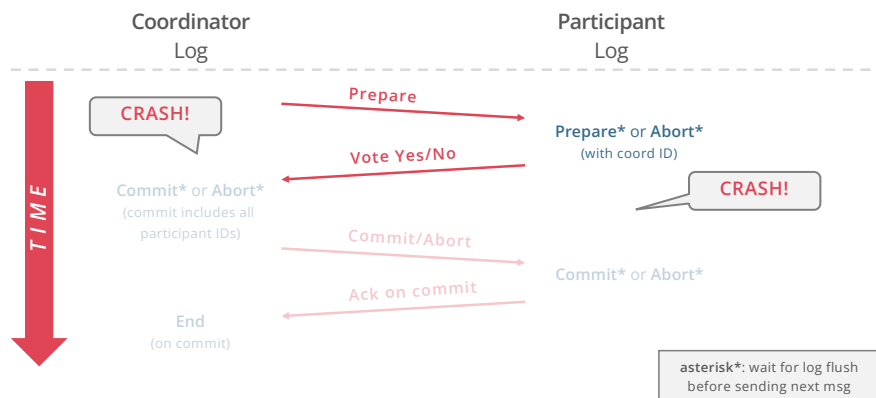 Coordinator
Log
Participant
Log
CRASH!
Prepare
Prepare* or Abort*
(with coord ID)
Vote Yes/No
CRASH!
Commit* or Abort*
(commit includes all
participant IDs)
TIME
Commit/Abort
Commit* or Abort*
Ack on commit
End
(on commit)
asterisk*: wait for log flush
before sending next msg